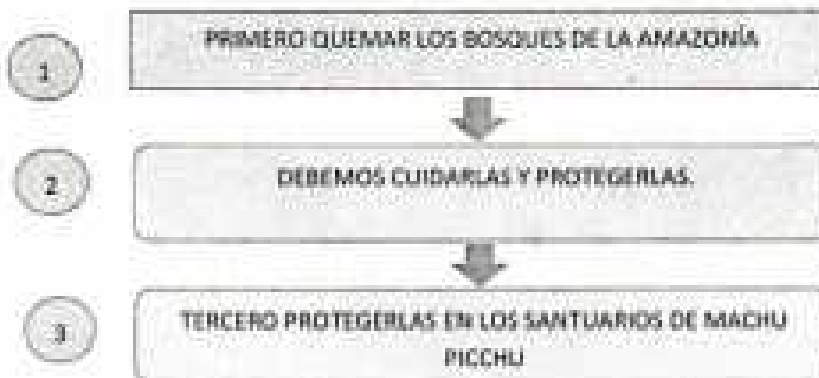 1
PRIMERO QUEMAR LOS BOSQUES DE LA AMAZONÍA
2
DEBEMOS CUIDARLAS Y PROTEGERLAS.
3
TERCERO PROTEGERLAS EN LOS SANTUARIOS DE MACHU
PICCHU